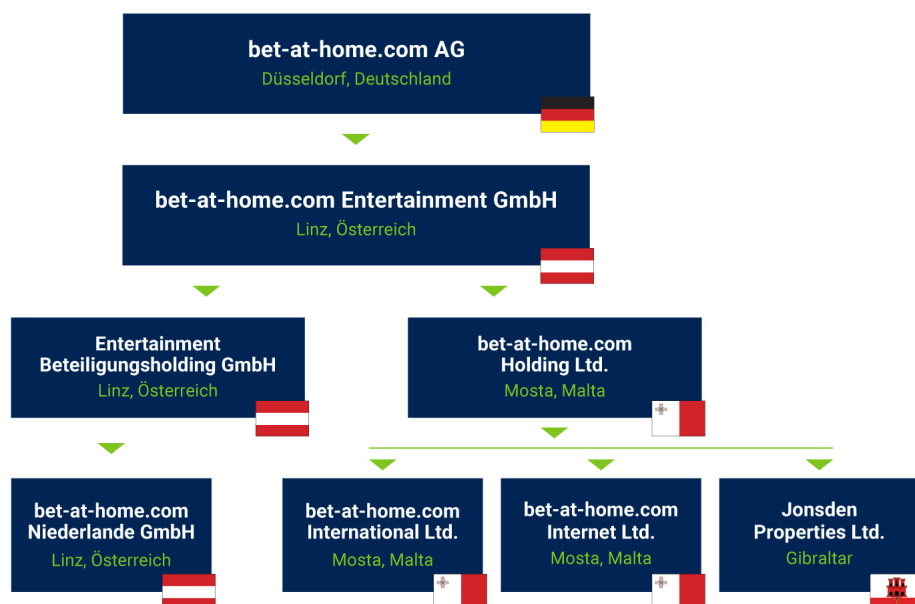 bet-at-home.com AG
Düsseldorf, Deutschland
bet-at-home.com Entertainment GmbH
Linz, Österreich
Entertainment
Beteiligungsholding GmbH
Linz, Österreich
bet-at-home.com
Holding Ltd.
Mosta, Malta
bet-at-home.com
Niederlande GmbH
Linz, Österreich
bet-at-home.com
International Ltd.
Mosta, Malta
bet-at-home.com
Internet Ltd.
Mosta, Malta
Jonsden
Properties Ltd.
Gibraltar